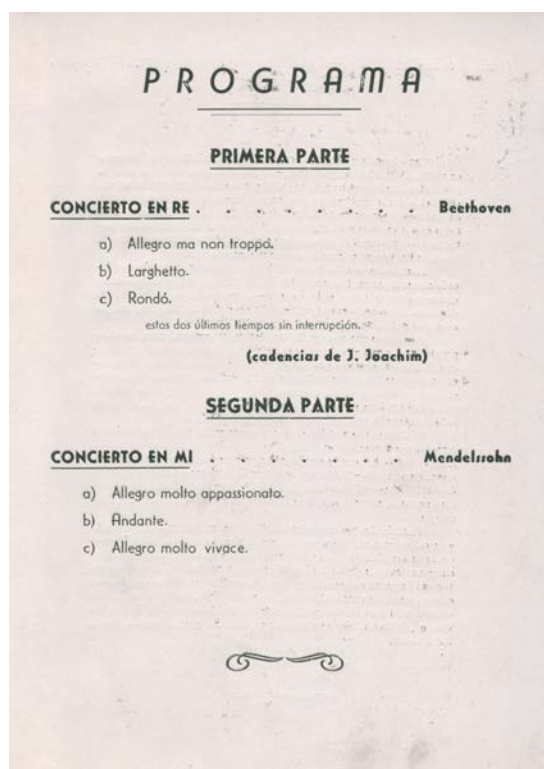 PROGRAMA
PRIMERA PARTE
CONCIERTO EN RE . . . . . . . . Beethoven
a) Allegro ma non troppo.
b) Larghetto.
c) Rondó.
estos dos últimos tiempos sin interrupción.
(cadencias de J. Joachim)
SEGUNDA PARTE
CONCIERTO EN MI . . . . . . . Mendelssohn
a) Allegro molto appassionato.
b) Andante.
c) Allegro molto vivace.